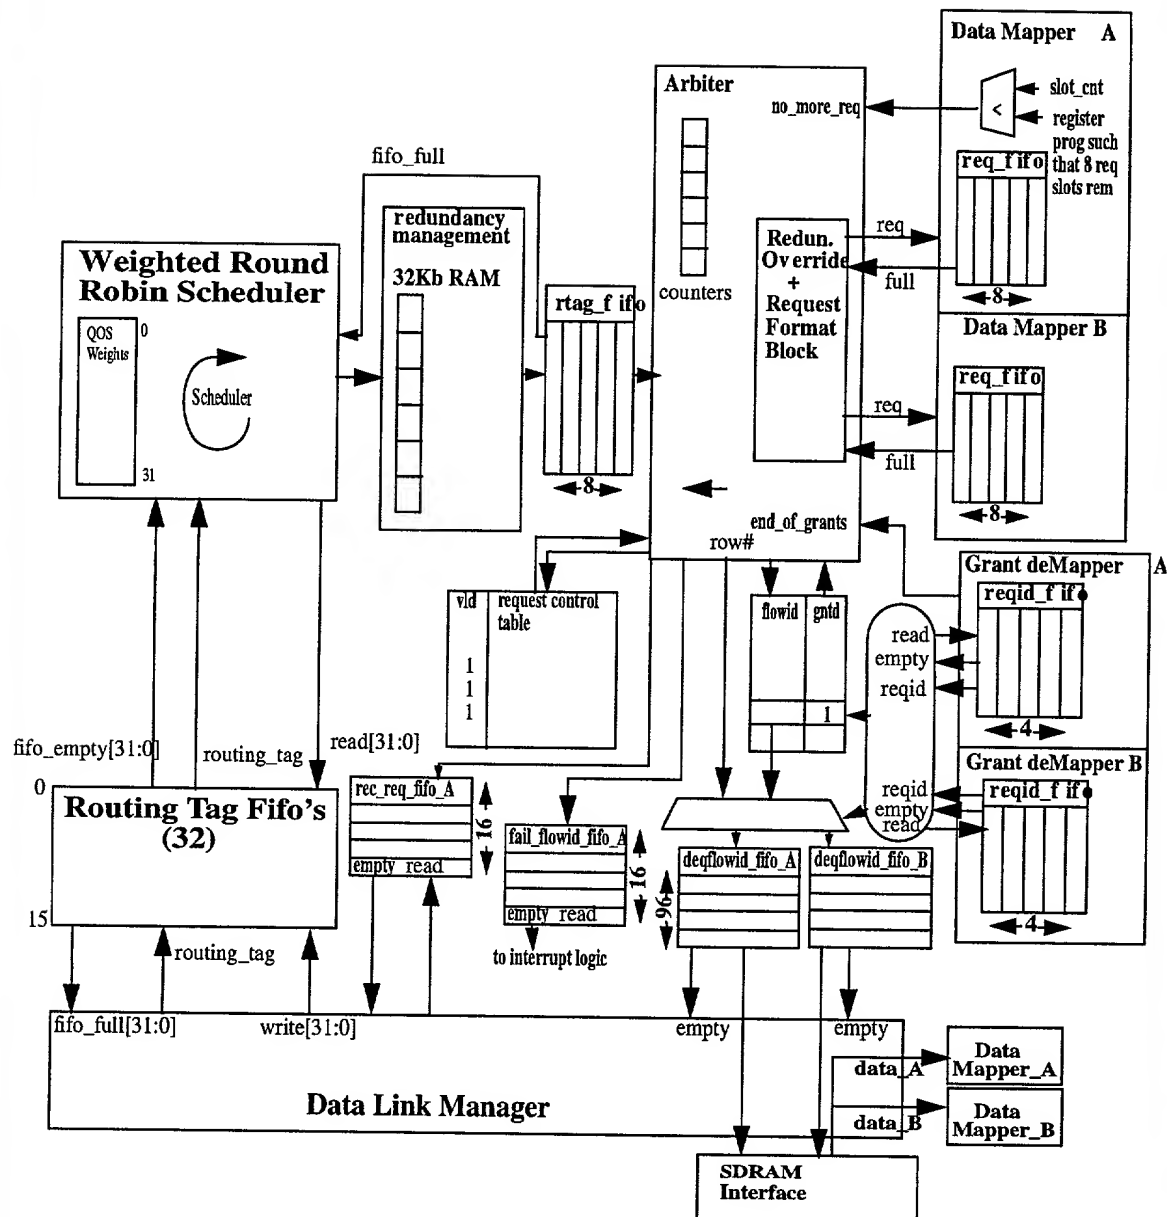 Data Mapper A
slot_cnt
<
register
prog such
that 8 req
slots rem
req_fifo
8
Arbiter
no_more_req
counters
Redun.
Override
+
Request
Format
Block
req
full
req
full
Data Mapper B
req_fifo
8
fifo_full
redundancy
management
32Kb RAM
rtag_fifo
8
Weighted Round
Robin Scheduler
QOS
Weights
0
31
Scheduler
end_of_grants
row#
Grant deMapper A
reqid_fifo
4
read
empty
reqid
vld
request control
table
1
1
1
flowid
gntd
1
Grant deMapper B
reqid_fifo
4
reqid
empty
read
fifo_empty[31:0]
routing_tag
read[31:0]
0
Routing Tag Fifo's
(32)
15
rec_req_fifo_A
empty read
16
fail_flowid_fifo_A
empty read
16
to interrupt logic
deqflowid_fifo_A
96
deqflowid_fifo_B
routing_tag
fifo_full[31:0]
write[31:0]
empty
empty
Data Link Manager
data_A
data_B
Data
Mapper_A
Data
Mapper_B
SDRAM
Interface